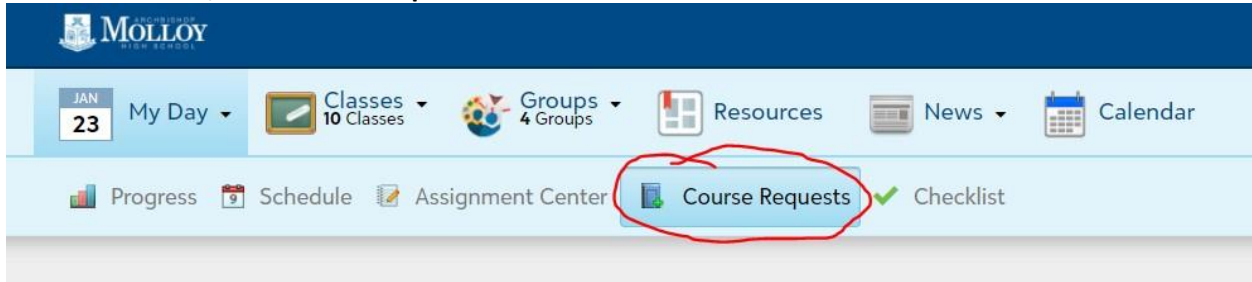 ARCHBISHOP
MOLLOY
HIGH SCHOOL
JAN
23
My Day
Classes
10 Classes
Groups
4 Groups
Resources
News
Calendar
Progress
9
Schedule
Assignment Center
Course Requests
Checklist